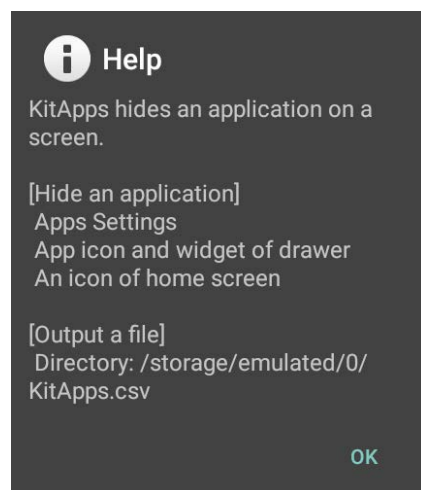 Help
KitApps hides an application on a
screen.
[Hide an application]
Apps Settings
App icon and widget of drawer
An icon of home screen
[Output a file]
Directory: /storage/emulated/0/
KitApps.csv
OK